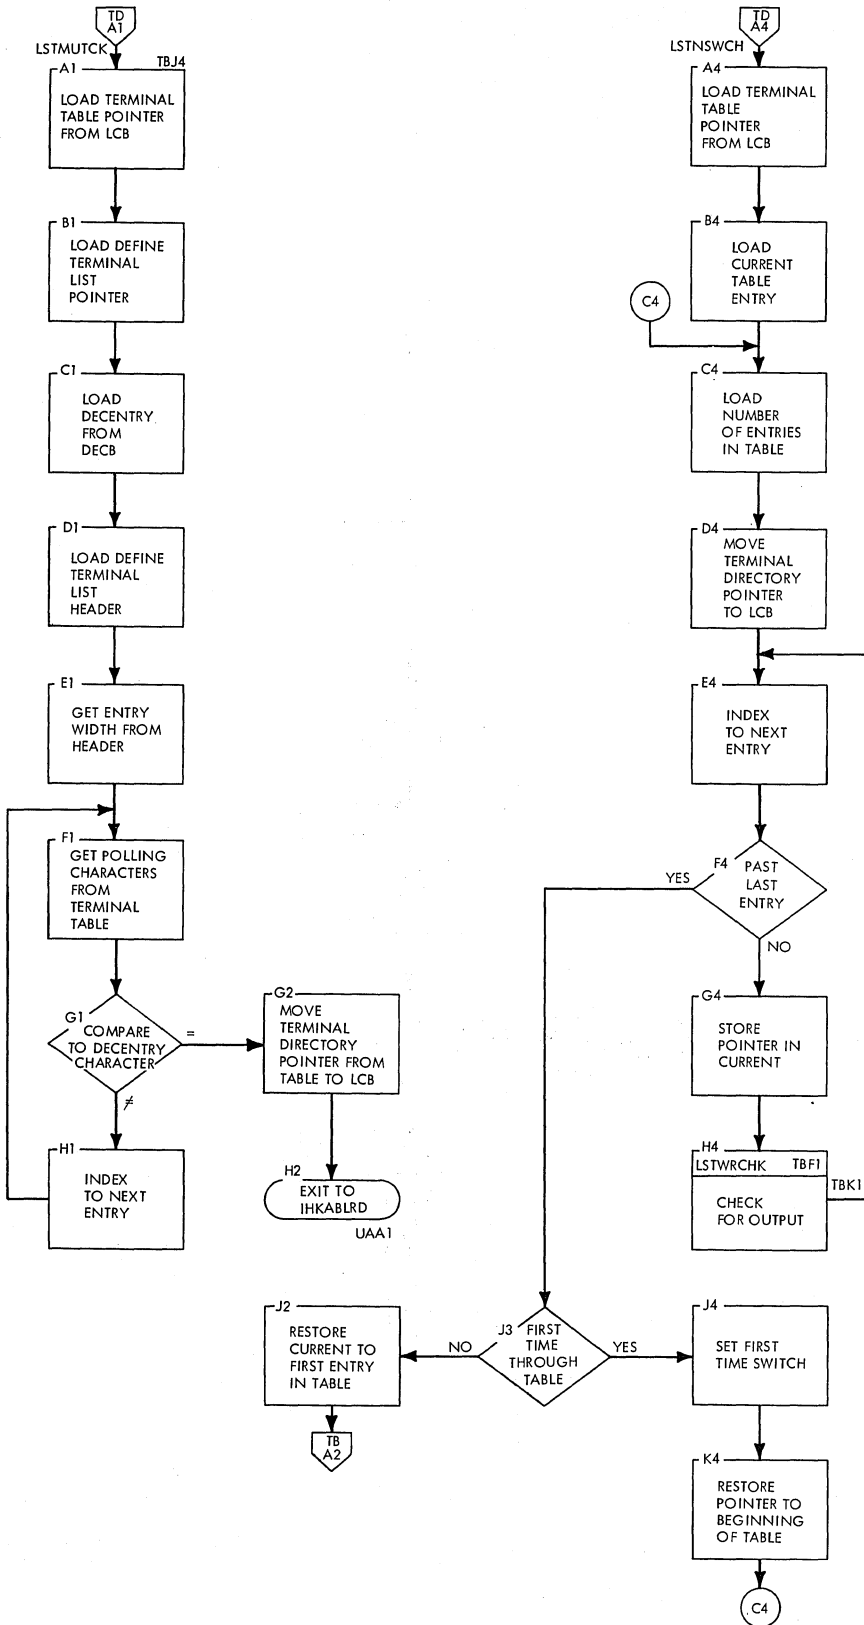 TD
A1
LSTMUTCK
TBJ4
A1
LOAD TERMINAL
TABLE POINTER
FROM LCB
B1
LOAD DEFINE
TERMINAL
LIST
POINTER
C1
LOAD
DECENTRY
FROM
DECB
D1
LOAD DEFINE
TERMINAL
LIST
HEADER
E1
GET ENTRY
WIDTH FROM
HEADER
F1
GET POLLING
CHARACTERS
FROM
TERMINAL
TABLE
G1
COMPARE
TO DECENTRY
CHARACTER
=
≠
G2
MOVE
TERMINAL
DIRECTORY
POINTER FROM
TABLE TO LCB
H1
INDEX
TO NEXT
ENTRY
H2
EXIT TO
IHKABLRD
UAA1
TD
A4
LSTNSWCH
A4
LOAD TERMINAL
TABLE
POINTER
FROM LCB
B4
LOAD
CURRENT
TABLE
ENTRY
C4
C4
LOAD
NUMBER
OF ENTRIES
IN TABLE
D4
MOVE
TERMINAL
DIRECTORY
POINTER
TO LCB
E4
INDEX
TO NEXT
ENTRY
F4
PAST
LAST
ENTRY
YES
NO
G4
STORE
POINTER IN
CURRENT
H4
LSTWRCHK TBF1
CHECK
FOR OUTPUT
TBK1
J3
FIRST
TIME
THROUGH
TABLE
NO
YES
J2
RESTORE
CURRENT TO
FIRST ENTRY
IN TABLE
TB
A2
J4
SET FIRST
TIME SWITCH
K4
RESTORE
POINTER TO
BEGINNING
OF TABLE
C4